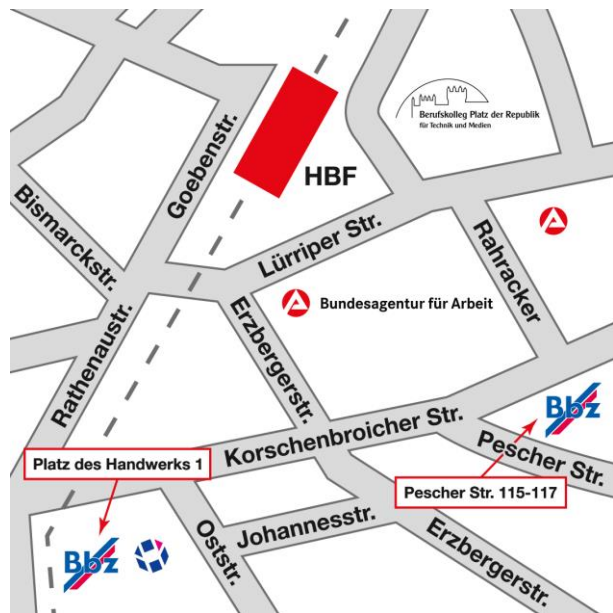 Berufskolleg Platz der Republik
für Technik und Medien
Goebenstr.
HBF
Bismarckstr.
Lürriper Str.
Rahracker
Bundesagentur für Arbeit
Rathenaustr.
Erzbergerstr.
Bbz
Korschenbroicher Str.
Pescher Str.
Platz des Handwerks 1
Pescher Str. 115-117
Johannesstr.
Oststr.
Erzbergerstr.
Bbz